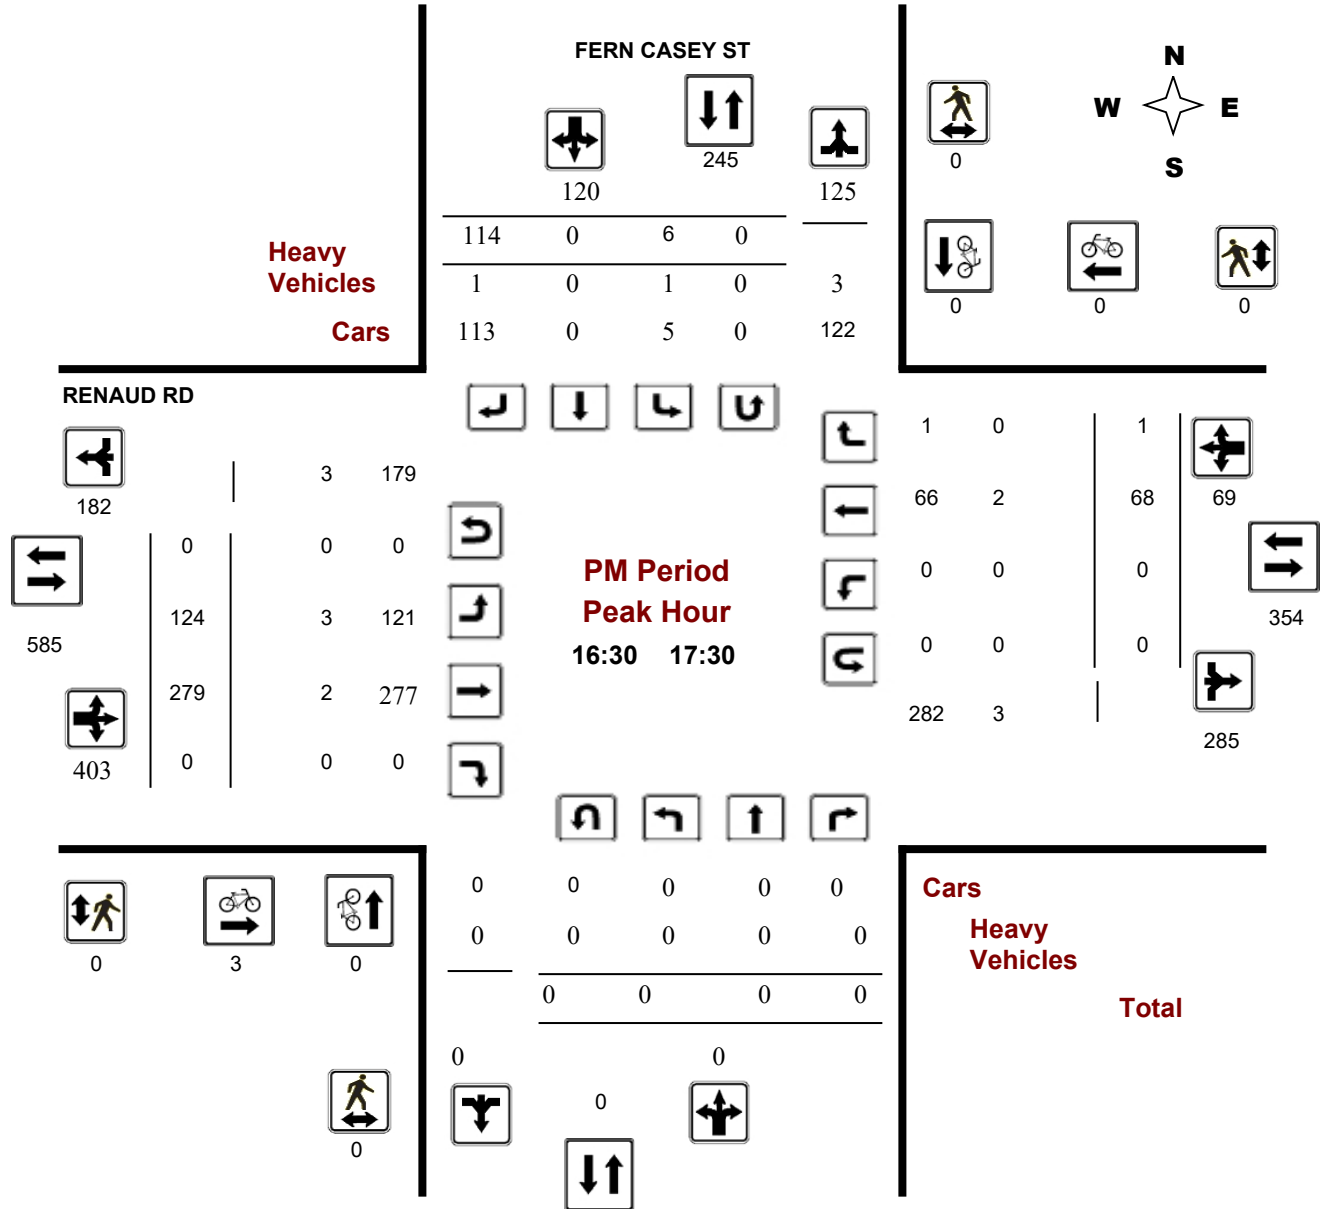 FERN CASEY ST
N
W E
S
245
120
125
0
114 0 6 0
Heavy
Vehicles
1 0 1 0 3
0 0 0
Cars
113 0 5 0 122
RENAUD RD
1 0 1
3 179
182
66 2 68 69
0 0 0
PM Period
0 0 0
Peak Hour
124 3 121
354
585
16:30 17:30
0 0 0
279 2 277
282 3
285
403
0 0 0
0 0 0 0 0
Cars
0 0 0 0 0
Heavy
Vehicles
0 3 0
0 0 0 0
Total
0 0
0
0